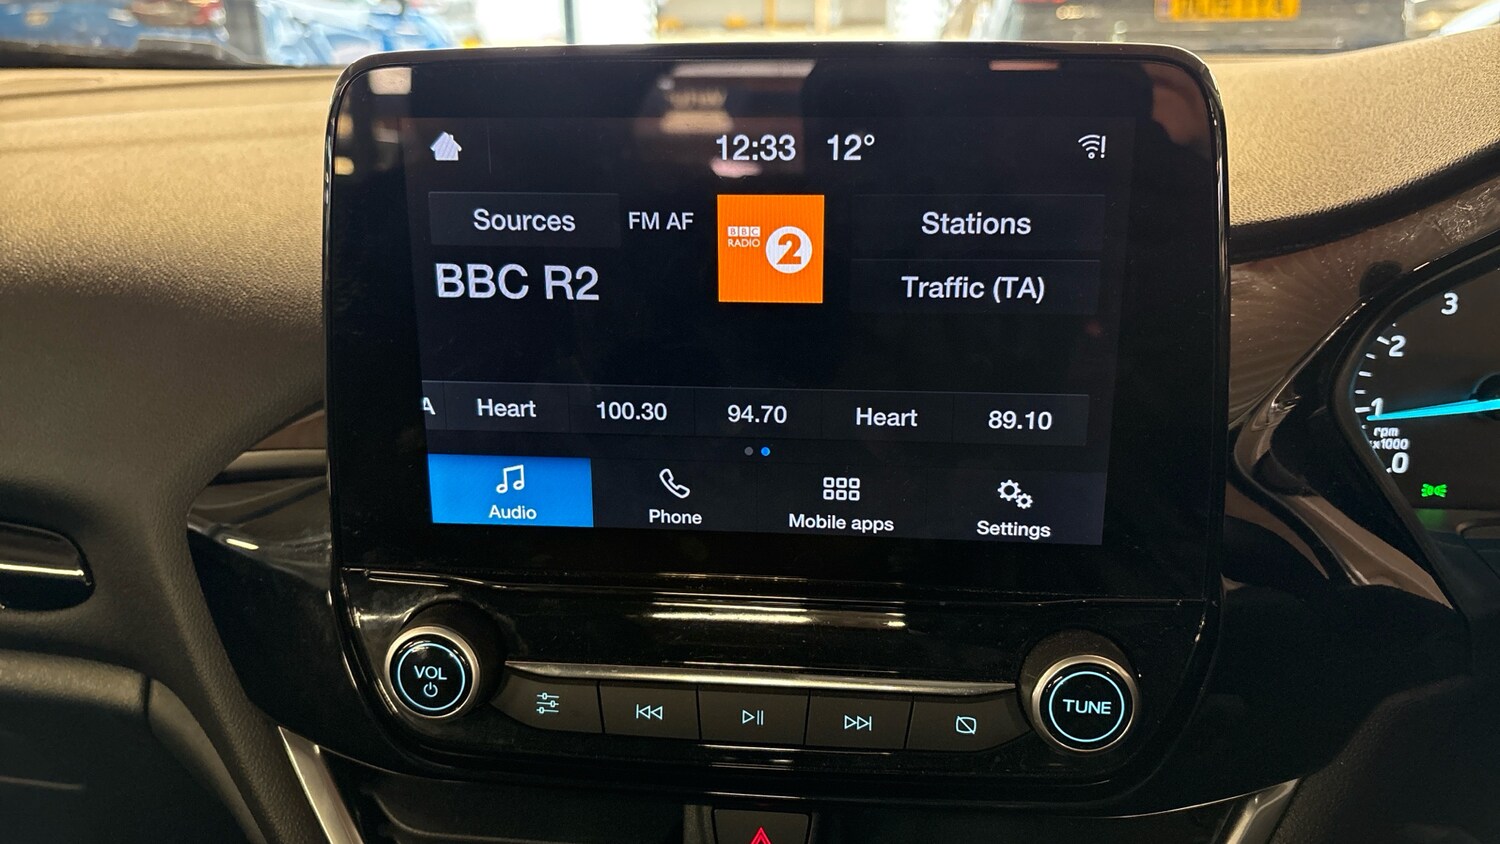 12:33 12°
Sources FM AF
BBC
RADIO 2
Stations
BBC R2
Traffic (TA)
A Heart 100.30 94.70 Heart 89.10
Audio Phone Mobile apps Settings
VOL
TUNE
3
2
1
rpm
x1000
0